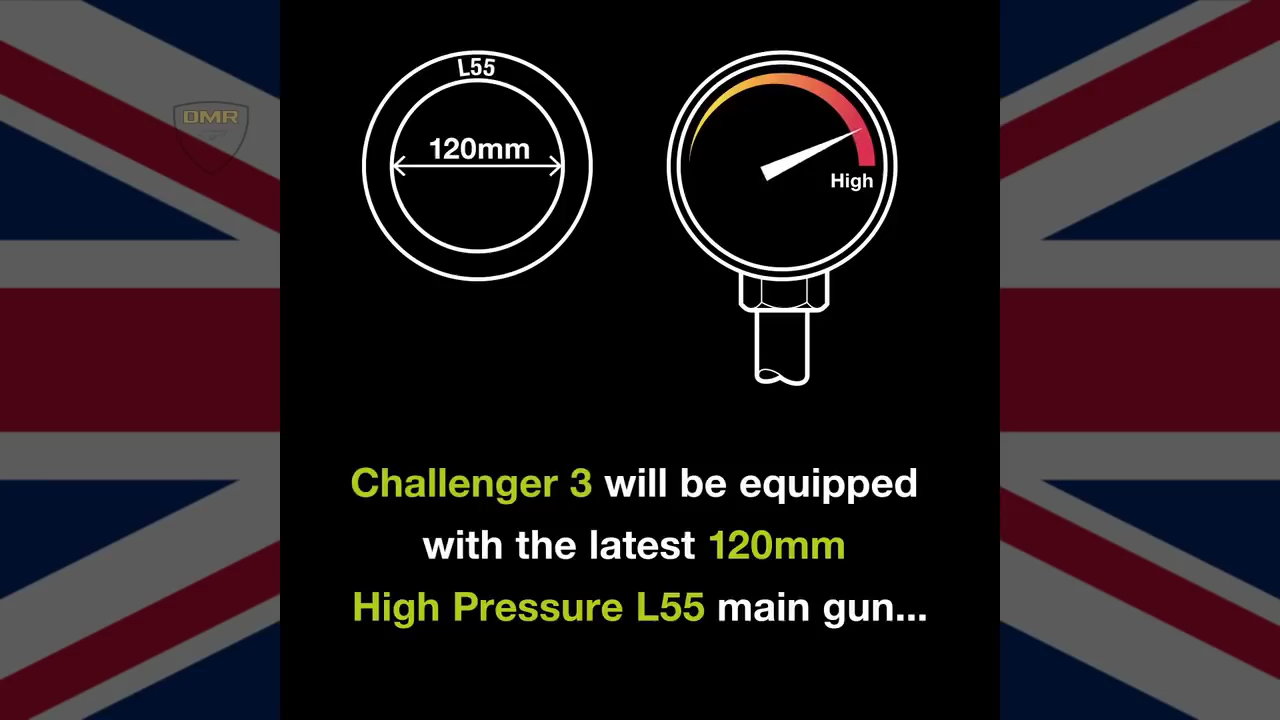 L55
DMR
120mm
High
Challenger 3 will be equipped
with the latest 120mm
High Pressure L55 main gun...